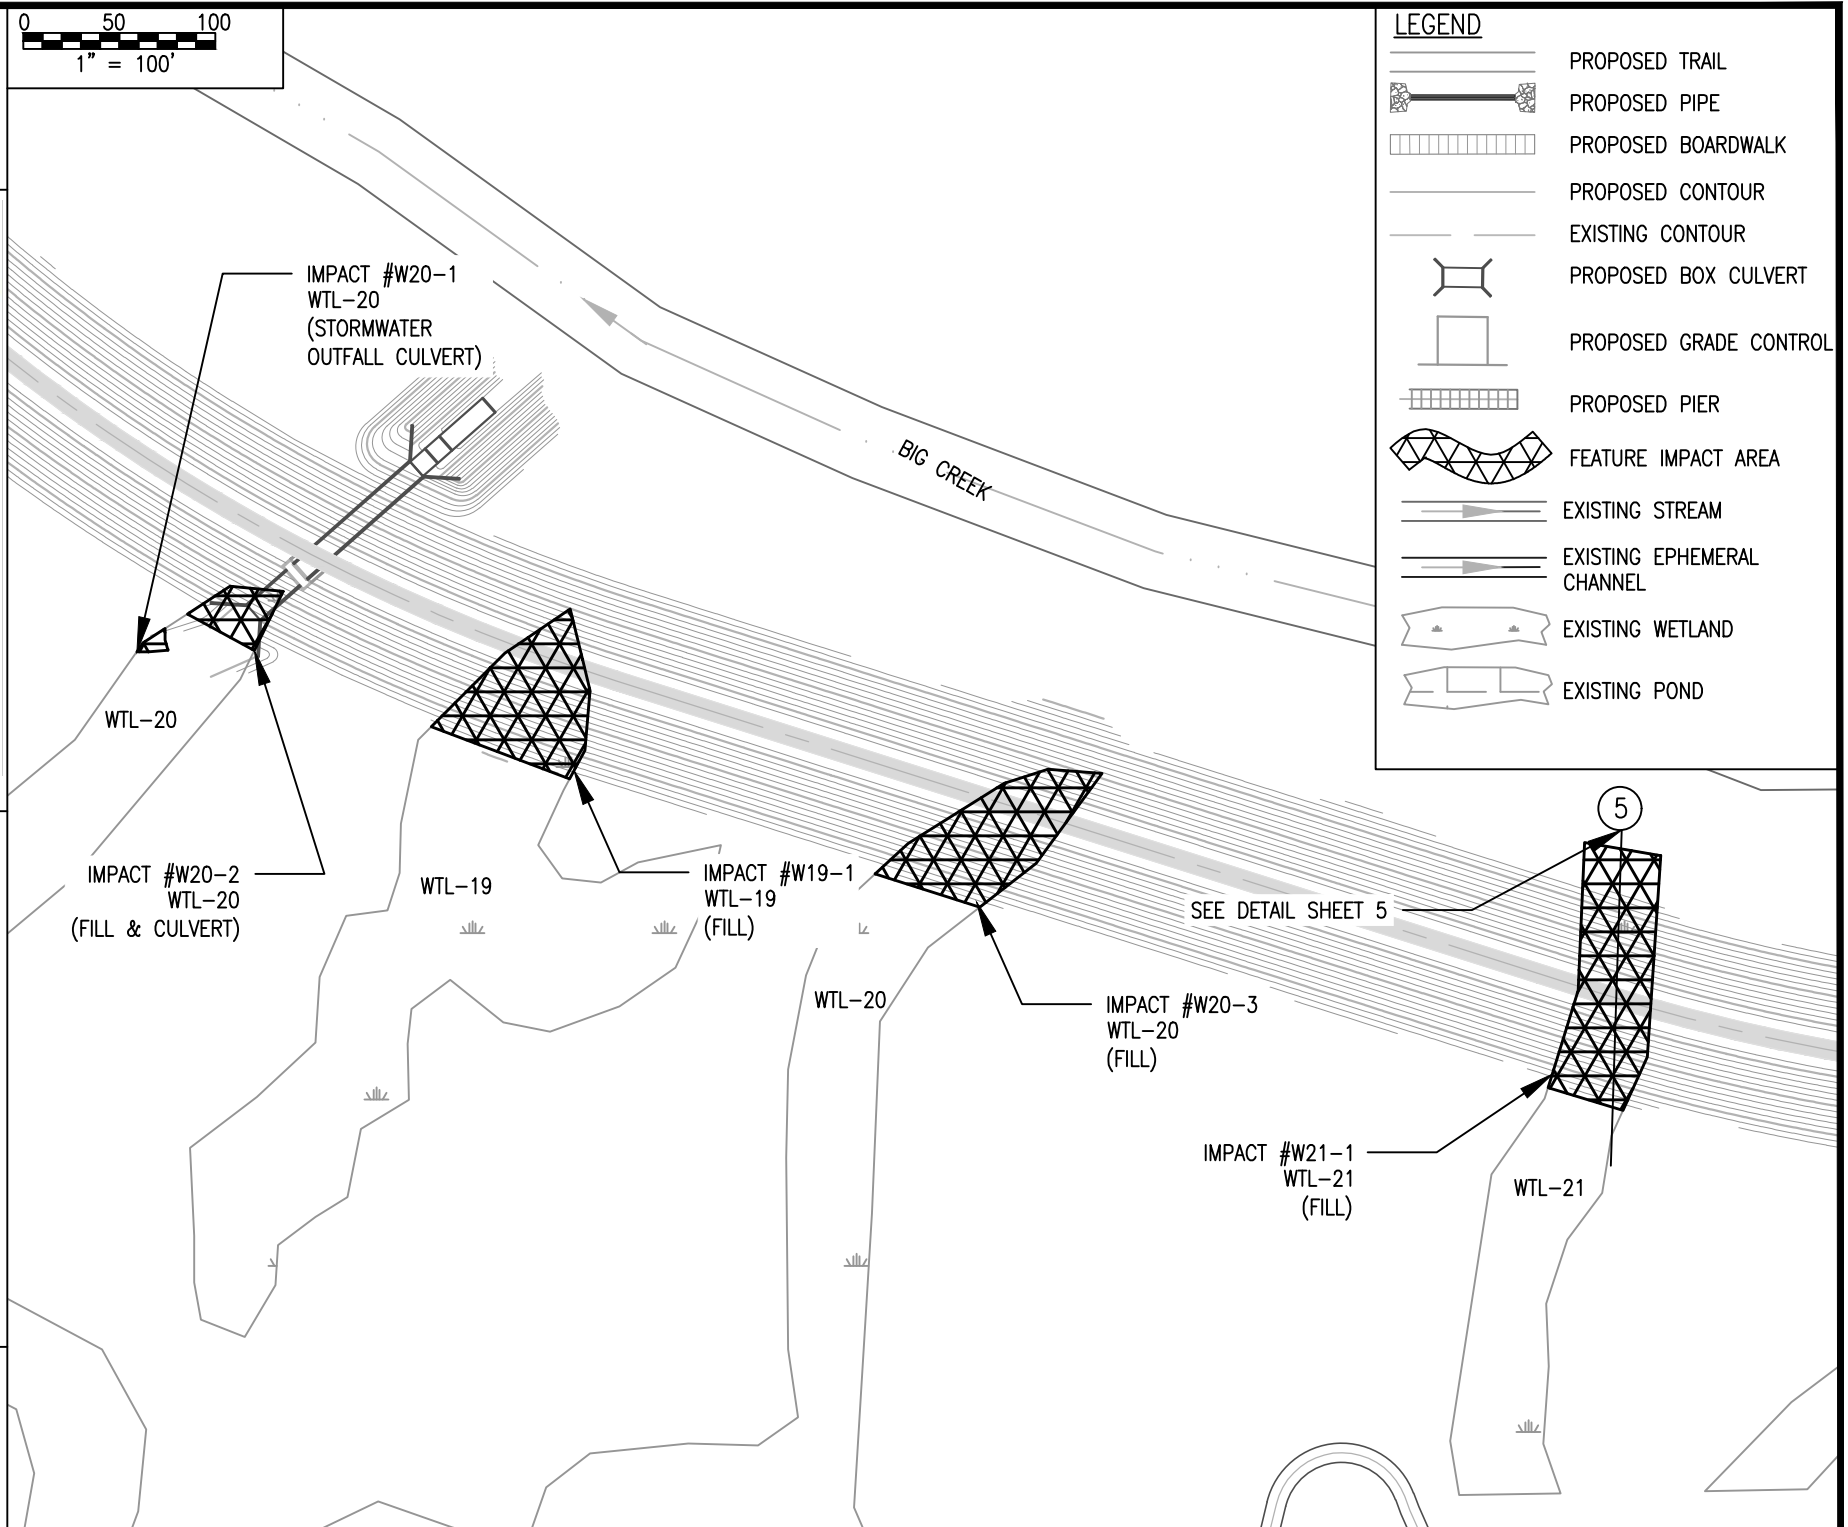 0 50 100
1" = 100'
LEGEND
PROPOSED TRAIL
PROPOSED PIPE
PROPOSED BOARDWALK
PROPOSED CONTOUR
EXISTING CONTOUR
PROPOSED BOX CULVERT
PROPOSED GRADE CONTROL
PROPOSED PIER
FEATURE IMPACT AREA
EXISTING STREAM
EXISTING EPHEMERAL
CHANNEL
EXISTING WETLAND
EXISTING POND
IMPACT #W20-1
WTL-20
(STORMWATER
OUTFALL CULVERT)
BIG CREEK
WTL-20
IMPACT #W20-2
WTL-20
(FILL & CULVERT)
WTL-19
IMPACT #W19-1
WTL-19
(FILL)
WTL-20
IMPACT #W20-3
WTL-20
(FILL)
5
SEE DETAIL SHEET 5
IMPACT #W21-1
WTL-21
(FILL)
WTL-21